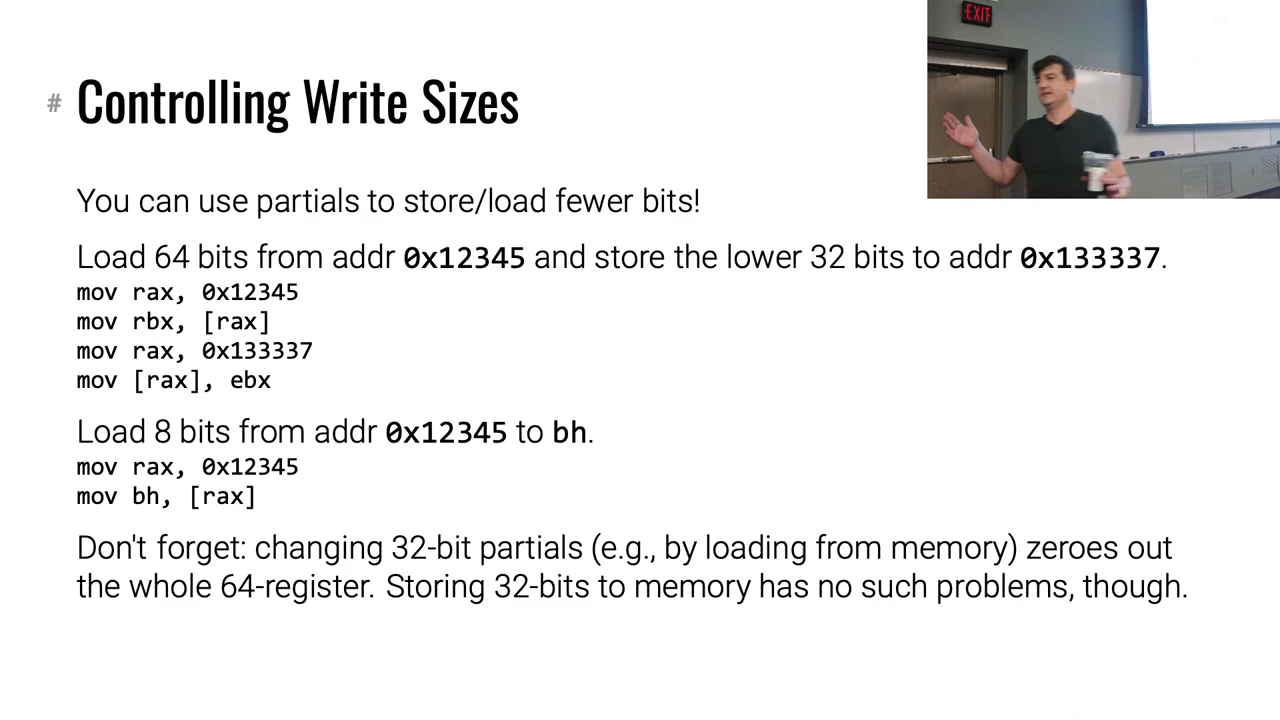 EXIT
# Controlling Write Sizes
You can use partials to store/load fewer bits!
Load 64 bits from addr 0x12345 and store the lower 32 bits to addr 0x133337.
mov rax, 0x12345
mov rbx, [rax]
mov rax, 0x133337
mov [rax], ebx
Load 8 bits from addr 0x12345 to bh.
mov rax, 0x12345
mov bh, [rax]
Don't forget: changing 32-bit partials (e.g., by loading from memory) zeroes out
the whole 64-register. Storing 32-bits to memory has no such problems, though.